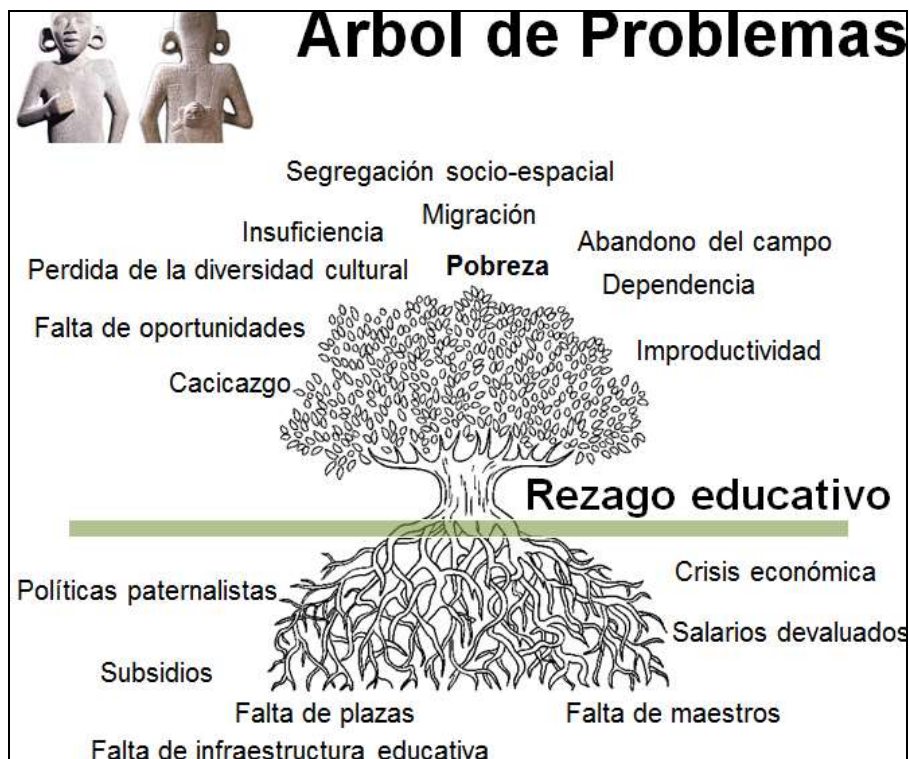 Arbol de Problemas
Segregación socio-espacial
Migración
Insuficiencia
Abandono del campo
Perdida de la diversidad cultural
Pobreza
Dependencia
Falta de oportunidades
Improductividad
Cacicazgo
Rezago educativo
Crisis económica
Políticas paternalistas
Salarios devaluados
Subsidios
Falta de plazas
Falta de maestros
Falta de infraestructura educativa